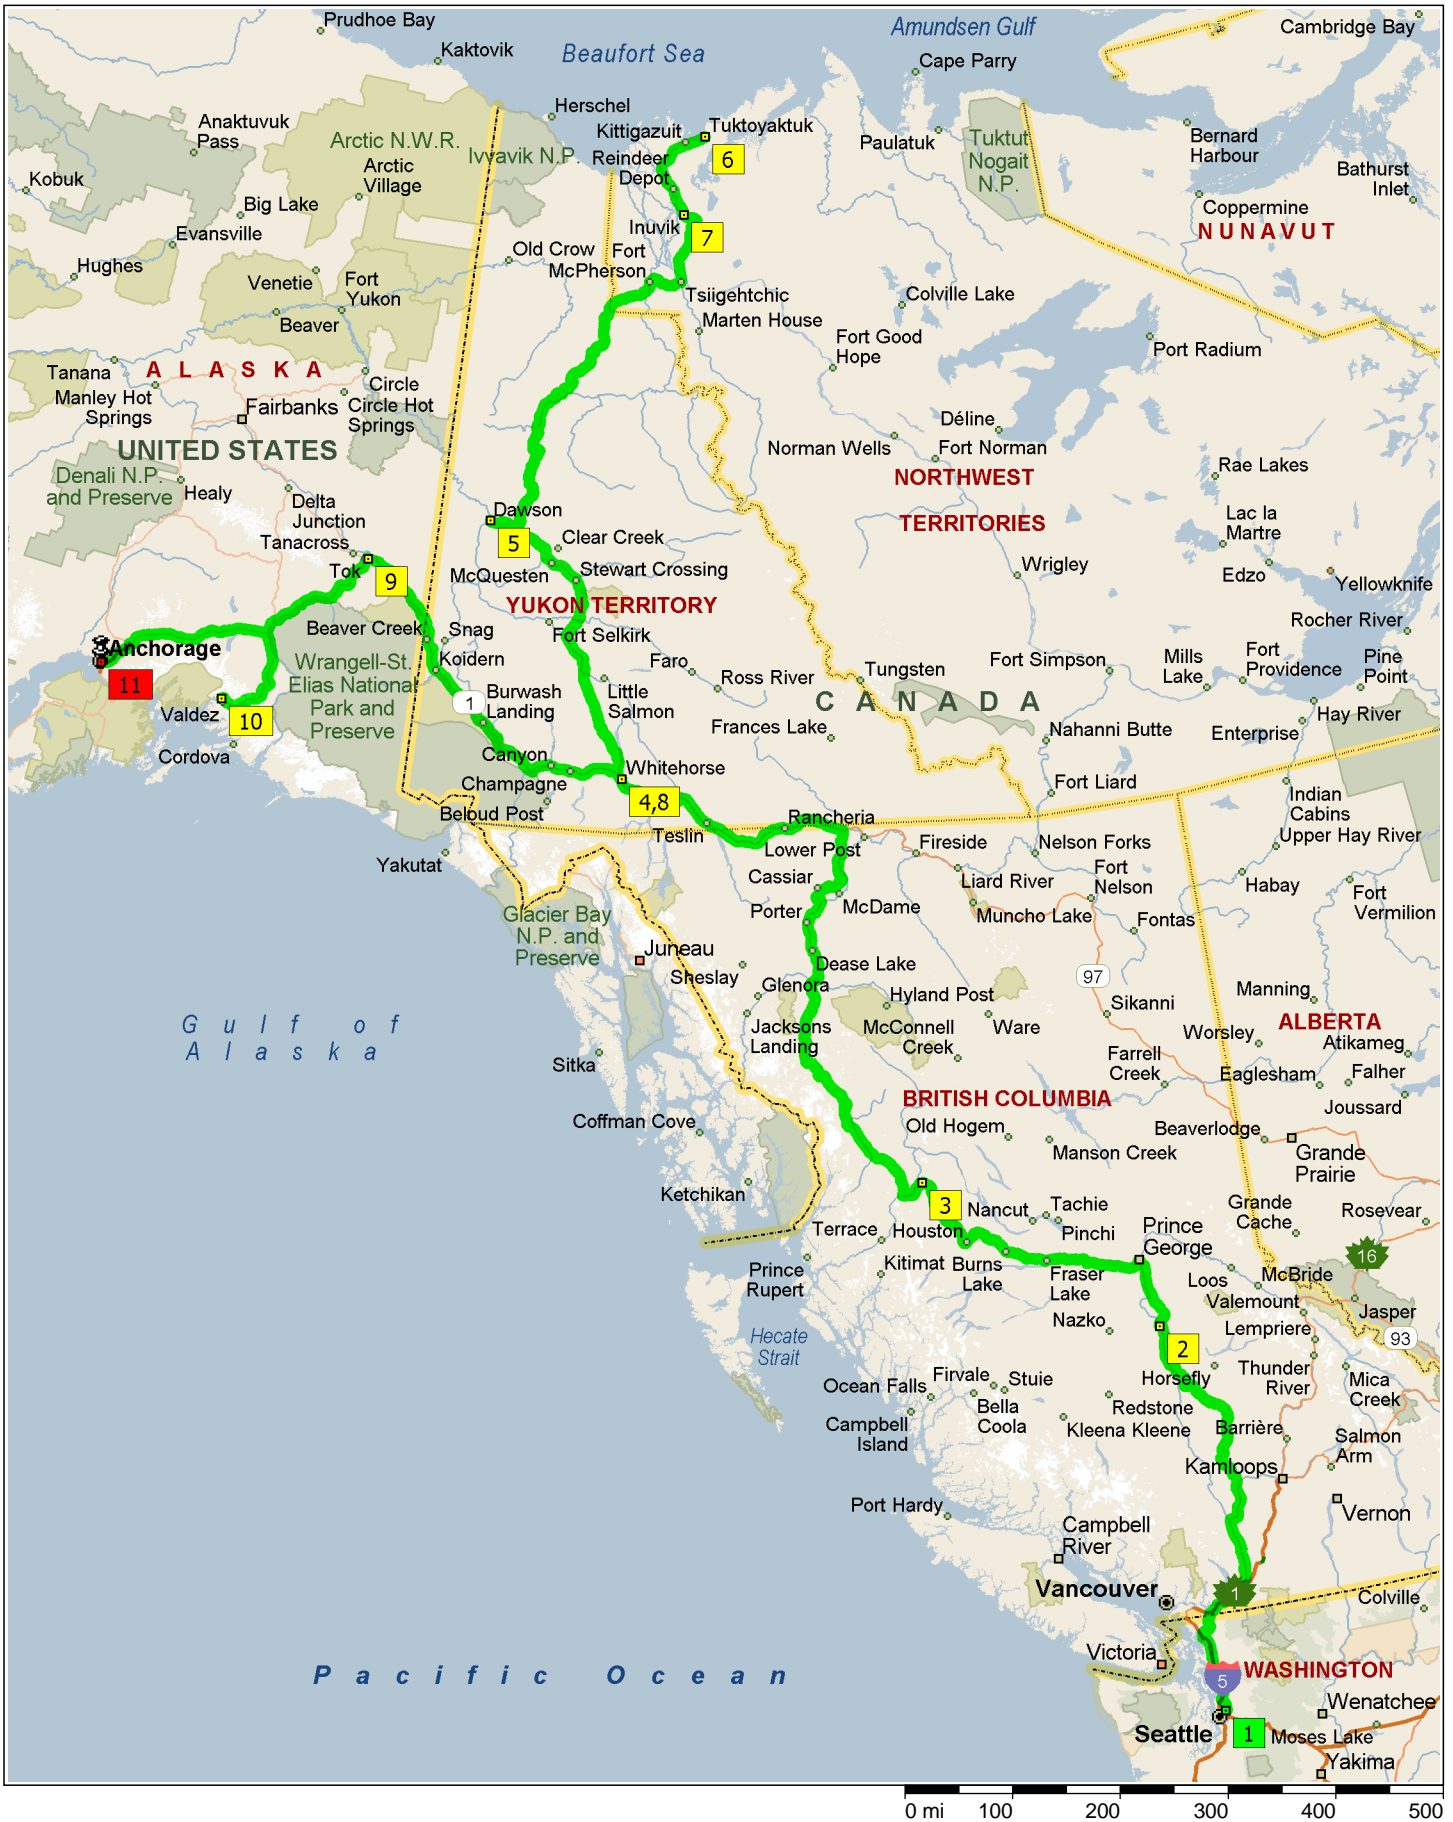 Prudhoe Bay
Kaktovik
Beaufort Sea
Amundsen Gulf
Cape Parry
Cambridge Bay
Anaktuvuk
Pass
Arctic N.W.R.
Arctic
Village
Herschel
Ivvavik N.P.
Kittigazuit
Tuktoyaktuk
6
Reindeer
Depot
Paulatuk
Tuktut
Nogait
N.P.
Bernard
Harbour
Bathurst
Inlet
Kobuk
Big Lake
Evansville
Hughes
Coppermine
NUNAVUT
Inuvik
7
Old Crow
Fort
McPherson
Tsiigehtchic
Marten House
Colville Lake
Venetie
Fort
Yukon
Beaver
Fort Good
Hope
Port Radium
Tanana
ALASKA
Manley Hot
Springs
Fairbanks
Circle
Circle Hot
Springs
UNITED STATES
Denali N.P.
and Preserve
Healy
Délįne
Norman Wells
Fort Norman
NORTHWEST
TERRITORIES
Rae Lakes
Delta
Junction
Tanacross
Tok
9
Dawson
5
Clear Creek
McQuesten
Stewart Crossing
YUKON TERRITORY
Fort Selkirk
Lac la
Martre
Wrigley
Edzo
Yellowknife
Rocher River
Anchorage
11
Beaver Creek
Snag
Koidern
Wrangell-St.
Elias National
Park and
Preserve
Valdez
10
Cordova
1
Burwash
Landing
Faro
Ross River
Little
Salmon
Frances Lake
Tungsten
CANADA
Fort Simpson
Mills
Lake
Fort
Providence
Pine
Point
Hay River
Enterprise
Nahanni Butte
Canyon
Champagne
Whitehorse
4,8
Beloud Post
Teslin
Rancheria
Lower Post
Fort Liard
Indian
Cabins
Upper Hay River
Yakutat
Cassiar
Fireside
Nelson Forks
Liard River
Fort
Nelson
Habay
Fort
Vermilion
Porter
McDame
Muncho Lake
Fontas
Glacier Bay
N.P. and
Preserve
Juneau
Sheslay
Dease Lake
Glenora
Hyland Post
97
Sikanni
Manning
Gulf of
Alaska
Jacksons
Landing
McConnell
Creek
Ware
Worsley
ALBERTA
Atikameg
Sitka
Farrell
Creek
Eaglesham
Falher
Joussard
BRITISH COLUMBIA
Coffman Cove
Old Hogem
Manson Creek
Beaverlodge
Grande
Prairie
Ketchikan
3
Nancut
Tachie
Pinchi
Grande
Cache
Rosevear
Terrace
Houston
Prince
George
16
Prince
Rupert
Kitimat
Burns
Lake
Fraser
Lake
Loos
McBride
Valemount
Jasper
Nazko
Lempriere
93
Hecate
Strait
2
Horsefly
Thunder
River
Mica
Creek
Ocean Falls
Firvale
Stuie
Bella
Coola
Redstone
Kleena Kleene
Campbell
Island
Barrière
Salmon
Arm
Kamloops
Port Hardy
Vernon
Campbell
River
Vancouver
1
Colville
Victoria
Pacific Ocean
5
WASHINGTON
Wenatchee
Seattle
1
Moses Lake
Yakima
0 mi 100 200 300 400 500